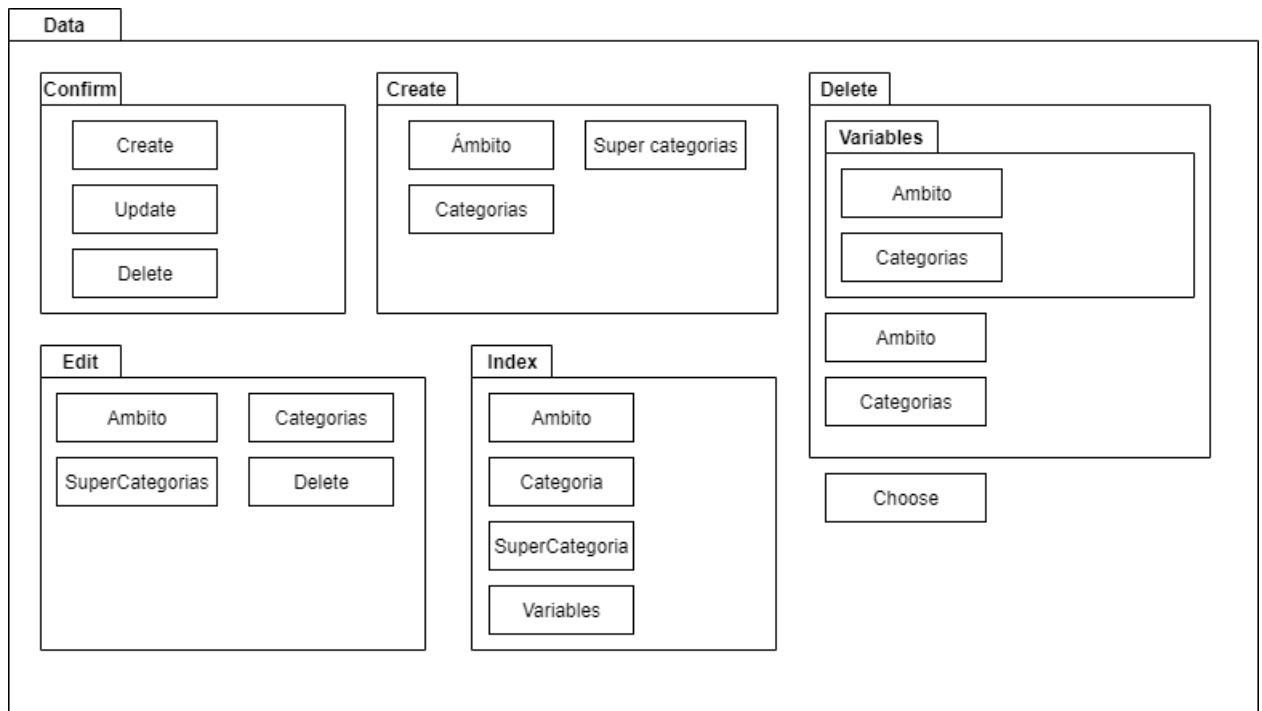 Data
Confirm
Create
Update
Delete
Create
Ámbito
Super categorias
Categorias
Delete
Variables
Ambito
Categorias
Ambito
Categorias
Edit
Ambito
Categorias
SuperCategorias
Delete
Index
Ambito
Categoria
SuperCategoria
Variables
Choose